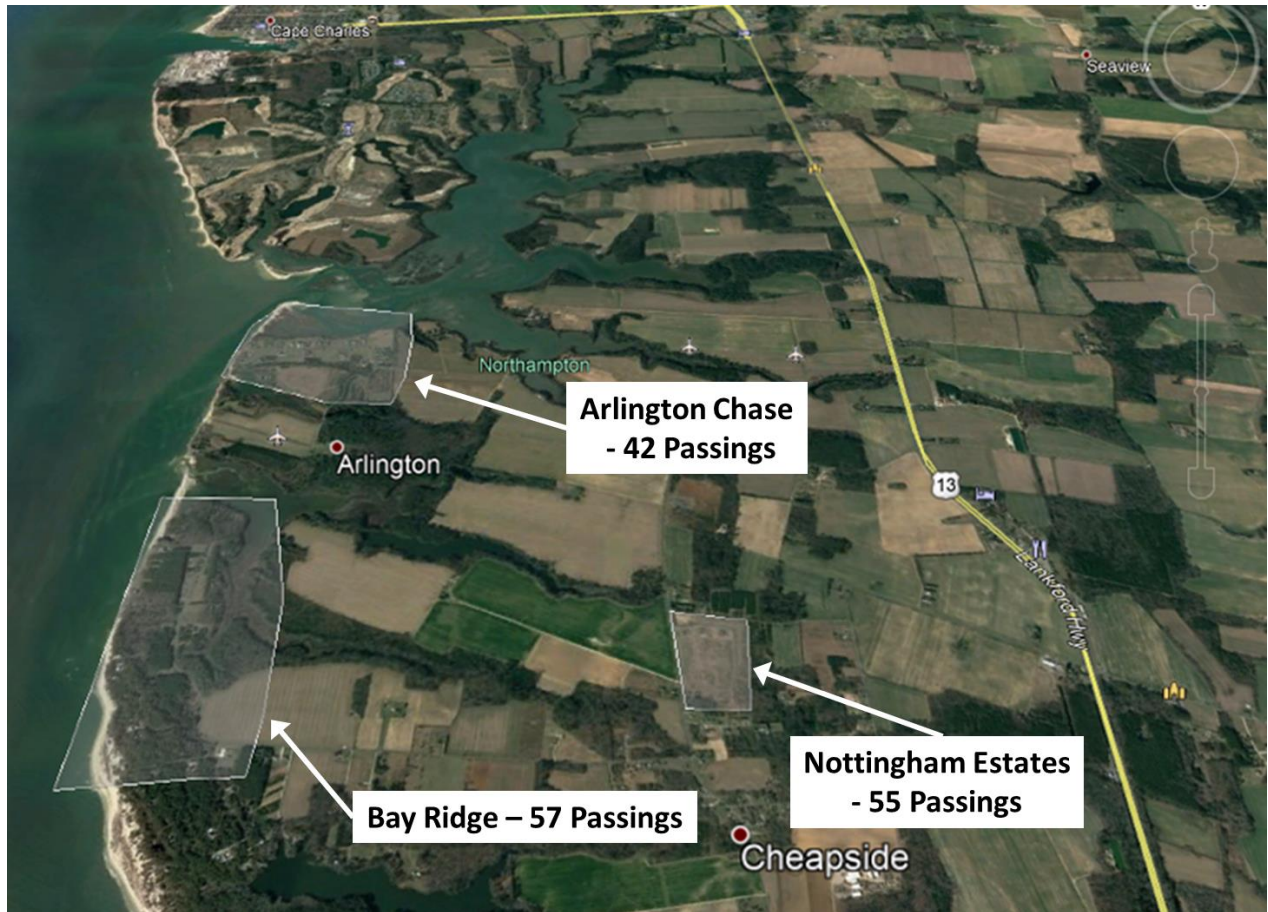 Cape Charles
Seaview
Northampton
Arlington Chase
- 42 Passings
Arlington
13
Lankford Hwy
Nottingham Estates
- 55 Passings
Bay Ridge – 57 Passings
Cheapside